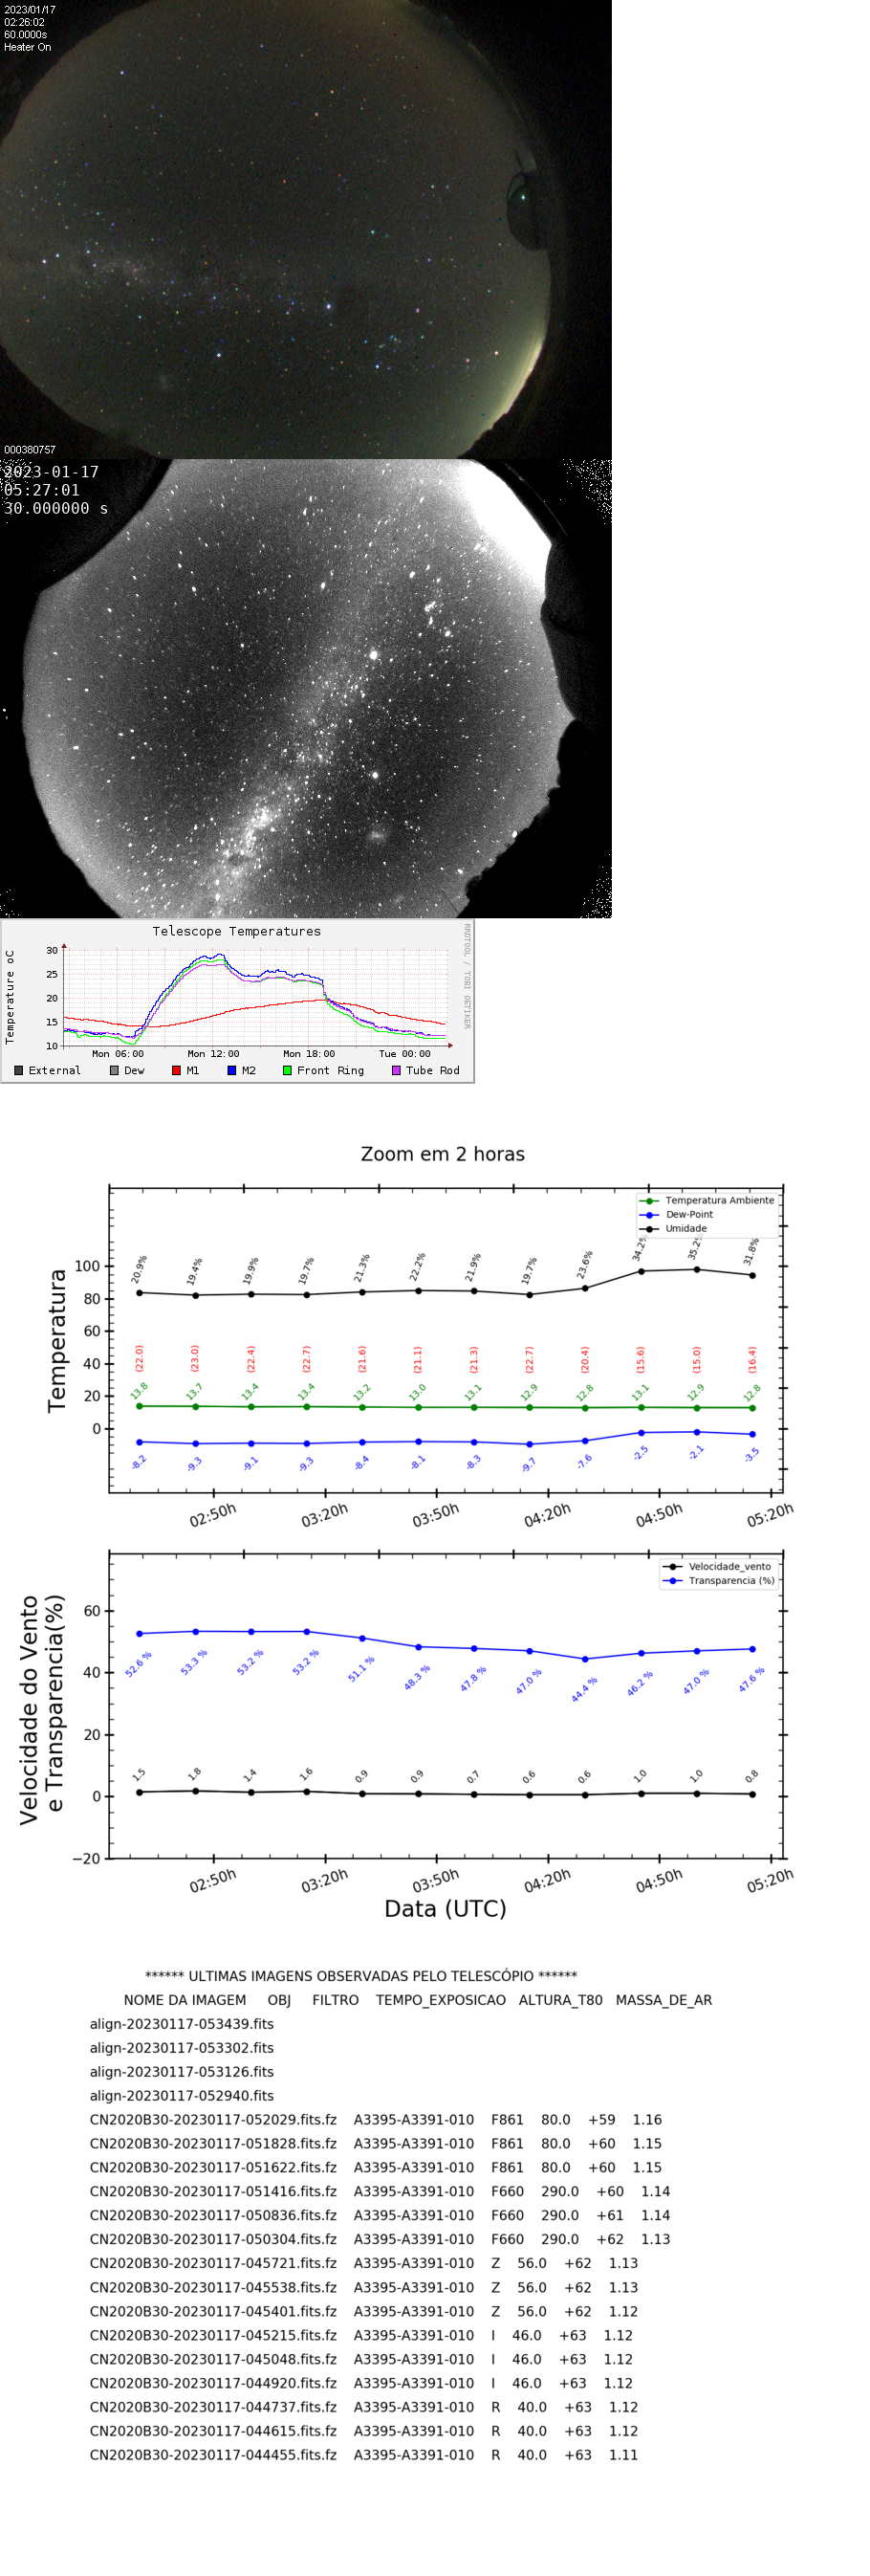 2023/01/17
02:26:02
60.0000s
Heater On
000380757
2023-01-17
05:27:01
30.000000 s
Telescope Temperatures
RRDTOOL / TOBI OETIKER
Temperature oC
30
25
20
15
10
Mon 06:00 Mon 12:00 Mon 18:00 Tue 00:00
External Dew M1 M2 Front Ring Tube Rod
Zoom em 2 horas
Temperatura Ambiente
Dew-Point
Umidade
Temperatura
100
80
60
40
20
0
20.9% 19.4% 19.9% 19.7% 21.3% 22.2% 21.9% 19.7% 23.6% 34.2% 35.2% 31.8%
(22.0) (23.0) (22.4) (22.7) (21.6) (21.1) (21.3) (22.7) (20.4) (15.6) (15.0) (16.4)
13.8 13.7 13.4 13.4 13.2 13.0 13.1 12.9 12.8 13.1 12.9 12.8
-8.2 -9.3 -9.1 -9.3 -8.4 -8.1 -8.3 -9.7 -7.6 -2.5 -2.1 -3.5
02:50h 03:20h 03:50h 04:20h 04:50h 05:20h
Velocidade_vento
Transparencia (%)
Velocidade do Vento
e Transparencia(%)
60
40
20
0
−20
52.6 % 53.3 % 53.2 % 53.2 % 51.1 % 48.3 % 47.8 % 47.0 % 44.4 % 46.2 % 47.0 % 47.6 %
1.5 1.8 1.4 1.6 0.9 0.9 0.7 0.6 0.6 1.0 1.0 0.8
02:50h 03:20h 03:50h 04:20h 04:50h 05:20h
Data (UTC)
****** ULTIMAS IMAGENS OBSERVADAS PELO TELESCÓPIO ******
NOME DA IMAGEM OBJ FILTRO TEMPO_EXPOSICAO ALTURA_T80 MASSA_DE_AR
align-20230117-053439.fits
align-20230117-053302.fits
align-20230117-053126.fits
align-20230117-052940.fits
CN2020B30-20230117-052029.fits.fz A3395-A3391-010 F861 80.0 +59 1.16
CN2020B30-20230117-051828.fits.fz A3395-A3391-010 F861 80.0 +60 1.15
CN2020B30-20230117-051622.fits.fz A3395-A3391-010 F861 80.0 +60 1.15
CN2020B30-20230117-051416.fits.fz A3395-A3391-010 F660 290.0 +60 1.14
CN2020B30-20230117-050836.fits.fz A3395-A3391-010 F660 290.0 +61 1.14
CN2020B30-20230117-050304.fits.fz A3395-A3391-010 F660 290.0 +62 1.13
CN2020B30-20230117-045721.fits.fz A3395-A3391-010 Z 56.0 +62 1.13
CN2020B30-20230117-045538.fits.fz A3395-A3391-010 Z 56.0 +62 1.13
CN2020B30-20230117-045401.fits.fz A3395-A3391-010 Z 56.0 +62 1.12
CN2020B30-20230117-045215.fits.fz A3395-A3391-010 I 46.0 +63 1.12
CN2020B30-20230117-045048.fits.fz A3395-A3391-010 I 46.0 +63 1.12
CN2020B30-20230117-044920.fits.fz A3395-A3391-010 I 46.0 +63 1.12
CN2020B30-20230117-044737.fits.fz A3395-A3391-010 R 40.0 +63 1.12
CN2020B30-20230117-044615.fits.fz A3395-A3391-010 R 40.0 +63 1.12
CN2020B30-20230117-044455.fits.fz A3395-A3391-010 R 40.0 +63 1.11